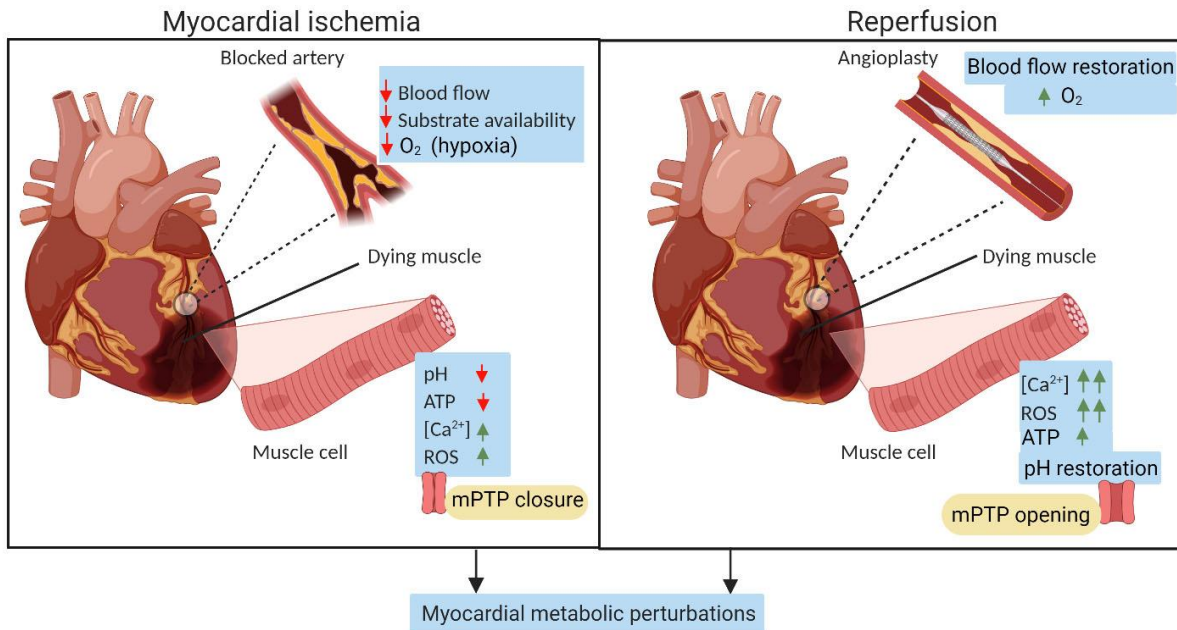 Myocardial ischemia
Blocked artery
Blood flow
Substrate availability
O₂ (hypoxia)
Dying muscle
pH
ATP
[Ca²⁺]
ROS
Muscle cell
mPTP closure
Reperfusion
Angioplasty
Blood flow restoration
O₂
Dying muscle
[Ca²⁺]
ROS
ATP
Muscle cell
pH restoration
mPTP opening
Myocardial metabolic perturbations